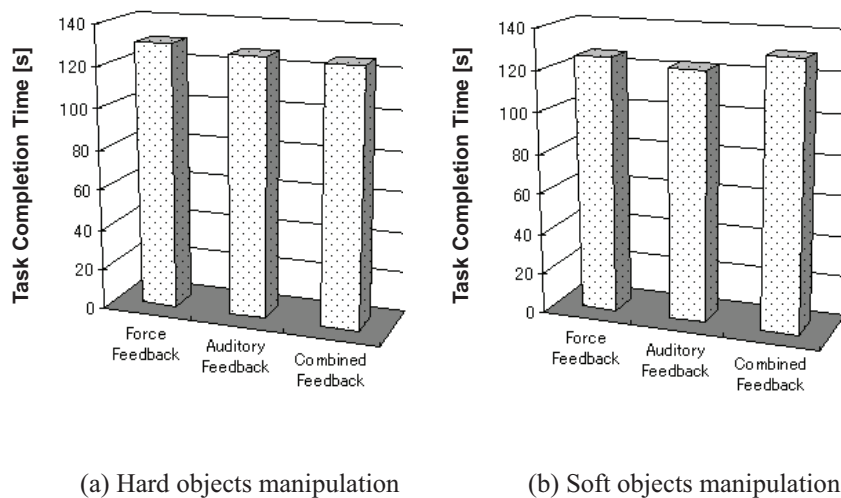 Task Completion Time [s]
140
120
100
80
60
40
20
0
Force
Feedback
Auditory
Feedback
Combined
Feedback
(a) Hard objects manipulation
Task Completion Time [s]
140
120
100
80
60
40
20
0
Force
Feedback
Auditory
Feedback
Combined
Feedback
(b) Soft objects manipulation